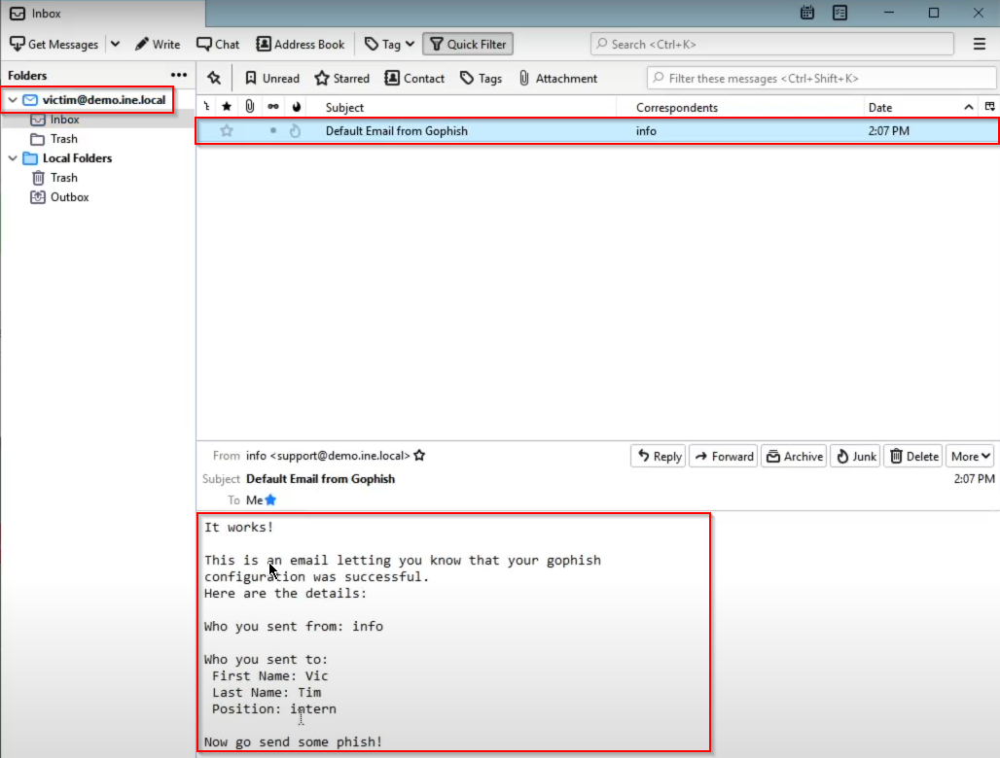 Inbox
Get Messages
Write
Chat
Address Book
Tag
Quick Filter
Search <Ctrl+K>
Folders
•••
victim@demo.ine.local
Inbox
Trash
Local Folders
Trash
Outbox
Unread
Starred
Contact
Tags
Attachment
Filter these messages <Ctrl+Shift+K>
Subject Correspondents Date
Default Email from Gophish info 2:07 PM
From info <support@demo.ine.local>
Reply
Forward
Archive
Junk
Delete
More
Subject Default Email from Gophish 2:07 PM
To Me
It works!
This is an email letting you know that your gophish
configuration was successful.
Here are the details:
Who you sent from: info
Who you sent to:
First Name: Vic
Last Name: Tim
Position: intern
Now go send some phish!